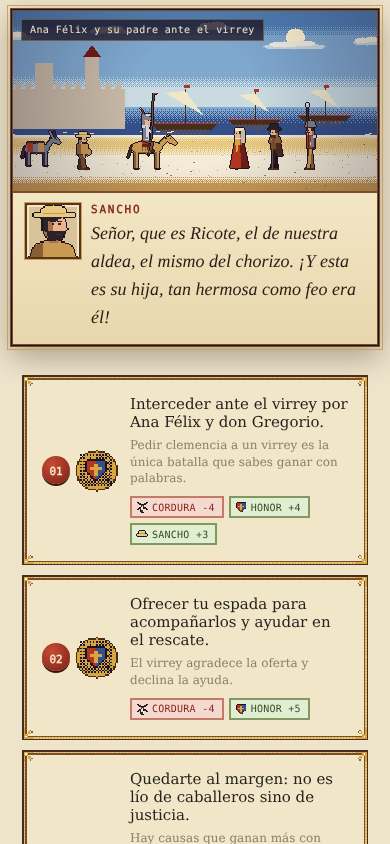 Ana Félix y su padre ante el virrey
SANCHO
Señor, que es Ricote, el de nuestra
aldea, el mismo del chorizo. ¡Y esta
es su hija, tan hermosa como feo era
él!
01
Interceder ante el virrey por
Ana Félix y don Gregorio.
Pedir clemencia a un virrey es la
única batalla que sabes ganar con
palabras.
CORDURA -4
HONOR +4
SANCHO +3
02
Ofrecer tu espada para
acompañarlos y ayudar en
el rescate.
El virrey agradece la oferta y
declina la ayuda.
CORDURA -4
HONOR +5
Quedarte al margen: no es
lío de caballeros sino de
justicia.
Hay causas que ganan más con